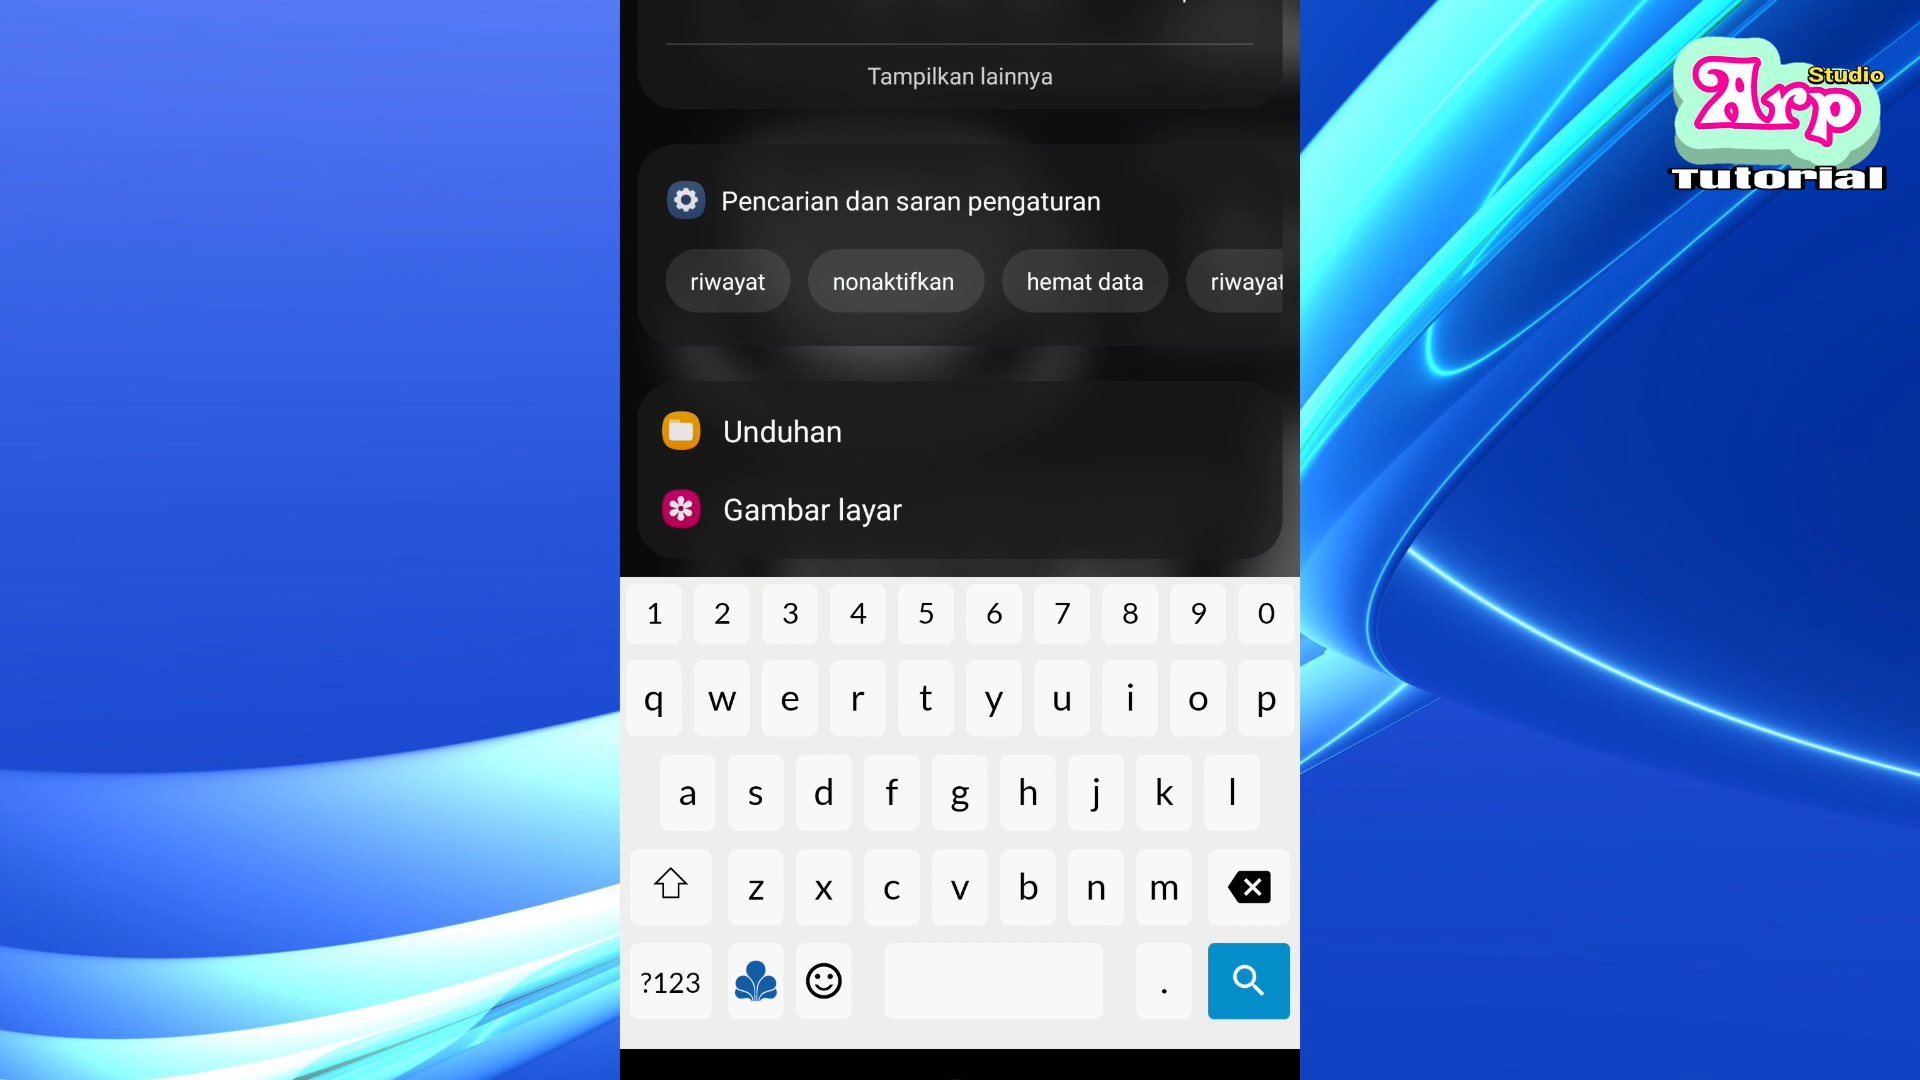 Tampilkan lainnya
Studio
Arp
Tutorial
Pencarian dan saran pengaturan
riwayat nonaktifkan hemat data riwayat
Unduhan
Gambar layar
1 2 3 4 5 6 7 8 9 0
q w e r t y u i o p
a s d f g h j k l
z x c v b n m
?123 .